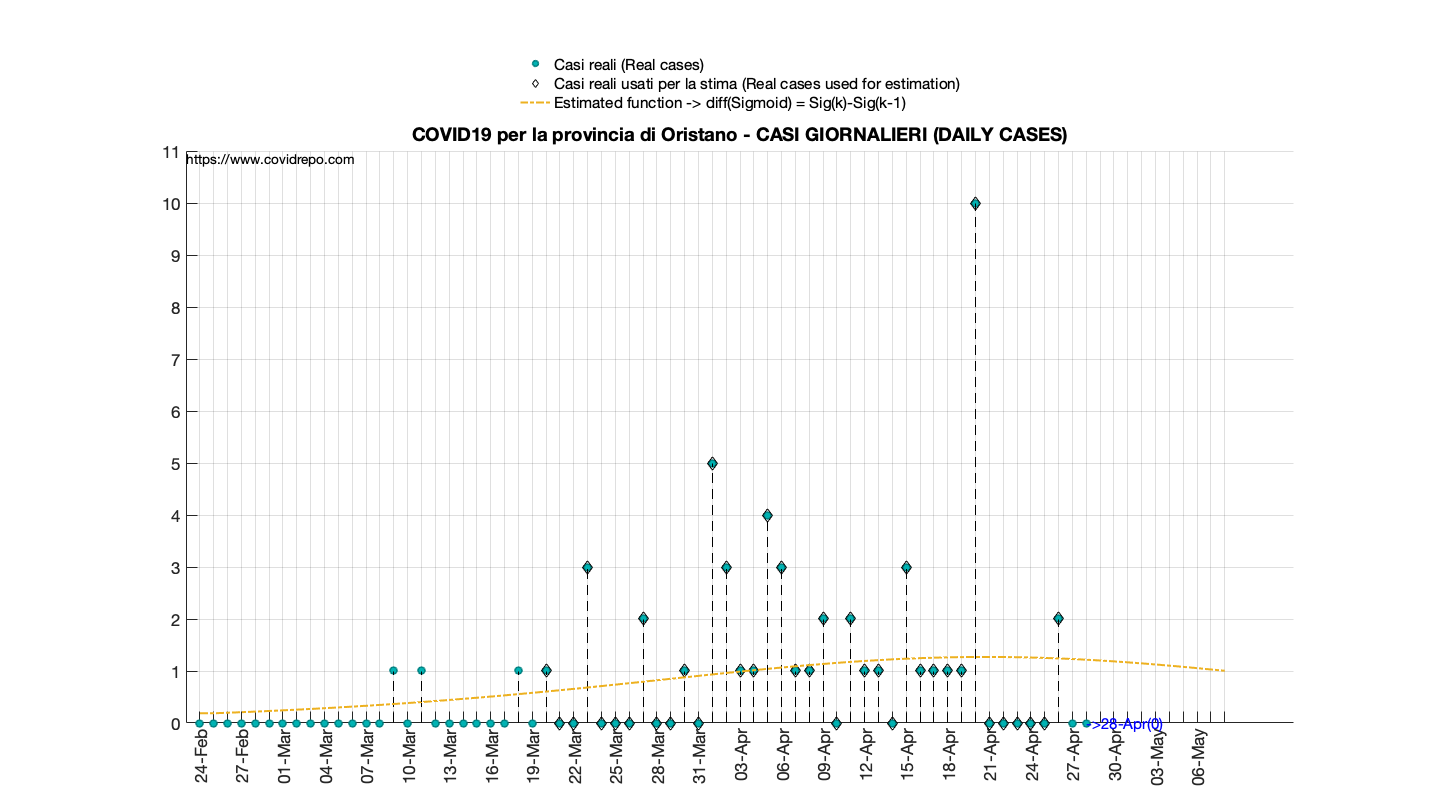 Casi reali (Real cases)
Casi reali usati per la stima (Real cases used for estimation)
Estimated function -> diff(Sigmoid) = Sig(k)-Sig(k-1)
COVID19 per la provincia di Oristano - CASI GIORNALIERI (DAILY CASES)
https://www.covidrepo.com
11
10
9
8
7
6
5
4
3
2
1
0
->28-Apr(0)
24-Feb
27-Feb
01-Mar
04-Mar
07-Mar
10-Mar
13-Mar
16-Mar
19-Mar
22-Mar
25-Mar
28-Mar
31-Mar
03-Apr
06-Apr
09-Apr
12-Apr
15-Apr
18-Apr
21-Apr
24-Apr
27-Apr
30-Apr
03-May
06-May